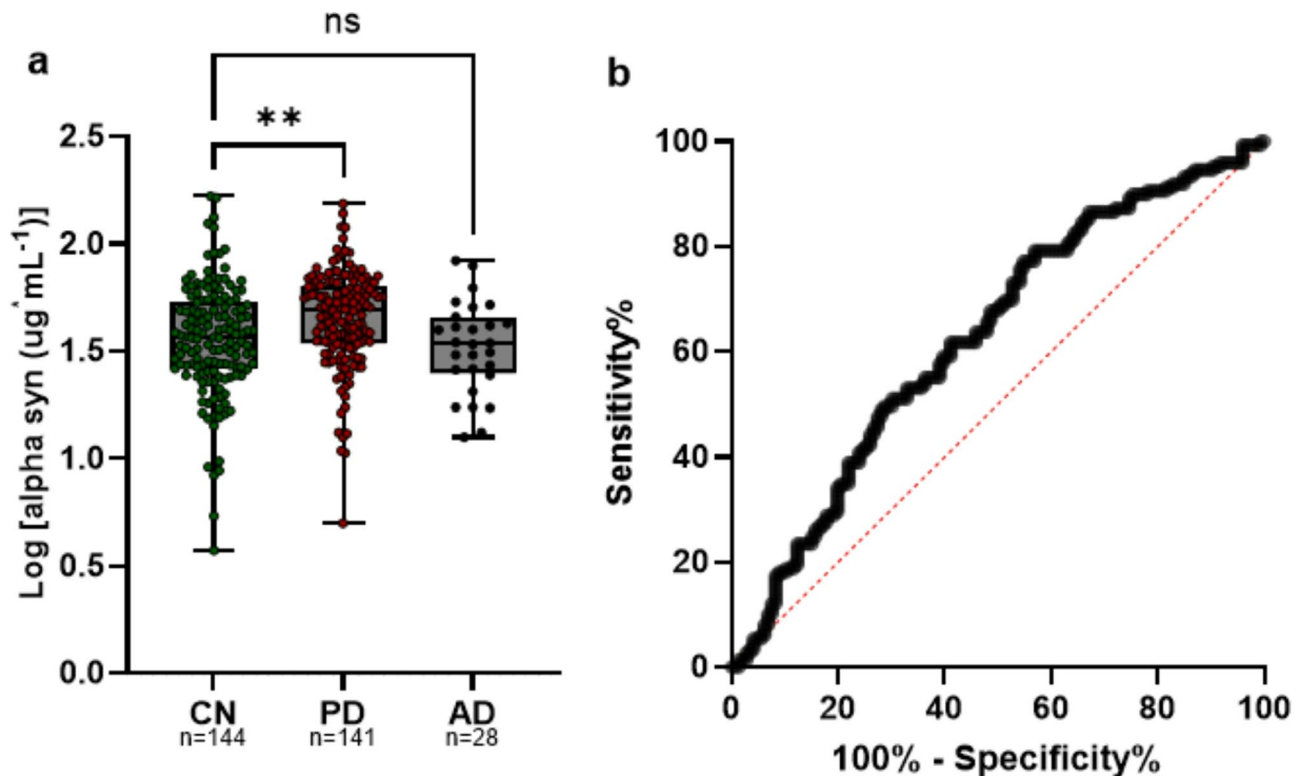 ns
a
**
2.5
2.0
1.5
1.0
0.5
0.0
Log [alpha syn (ug^mL-1)]
CN PD AD
n=144 n=141 n=28
b
100
80
60
40
20
0
Sensitivity%
0 20 40 60 80 100
100% - Specificity%